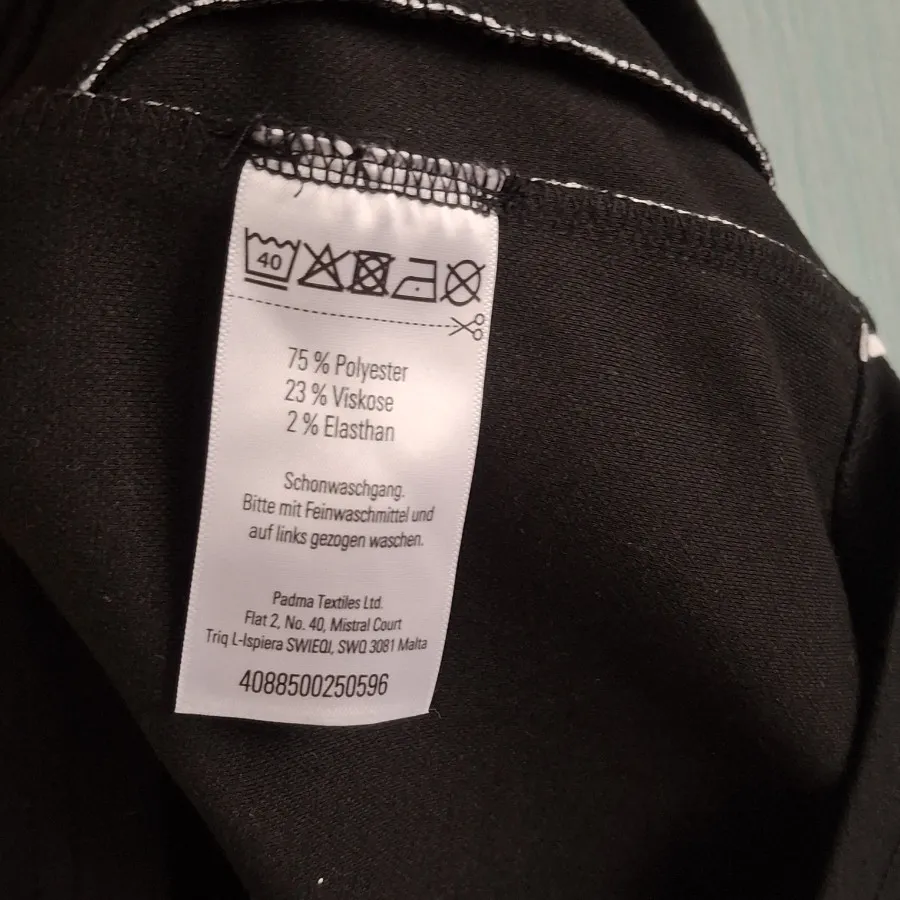 40
75 % Polyester
23 % Viskose
2 % Elasthan
Schonwaschgang.
Bitte mit Feinwaschmittel und
auf links gezogen waschen.
Padma Textiles Ltd.
Flat 2, No. 40, Mistral Court
Triq L-Ispiera SWIEQI, SWQ 3081 Malta
4088500250596